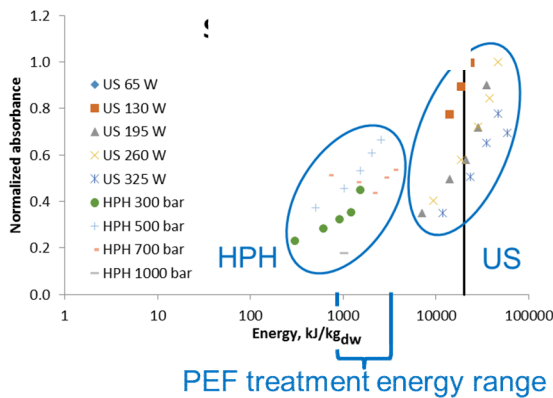 1.2
1.0
0.8
0.6
0.4
0.2
0.0
Normalized absorbance
US 65 W
US 130 W
US 195 W
US 260 W
US 325 W
HPH 300 bar
HPH 500 bar
HPH 700 bar
HPH 1000 bar
HPH
US
1 10 100 1000 10000 100000
Energy, kJ/kgdw
PEF treatment energy range